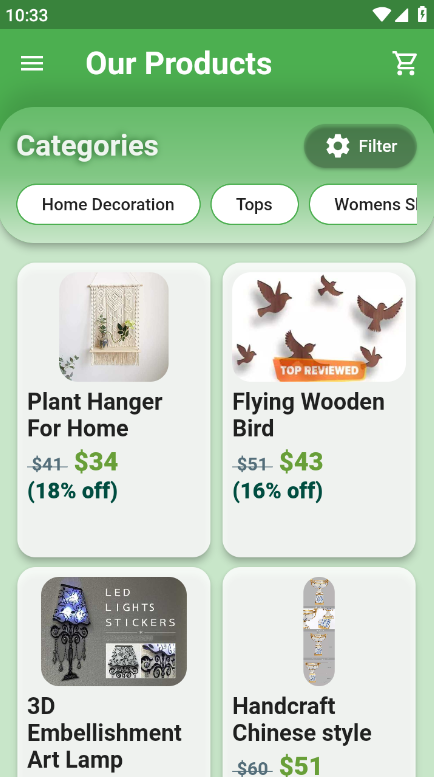 10:33
Our Products
Categories
Filter
Home Decoration
Tops
Womens
Plant Hanger
For Home
$41 $34
(18% off)
TOP REVIEWED
Flying Wooden
Bird
$51 $43
(16% off)
LED
LIGHTS
STICKERS
3D
Embellishment
Art Lamp
Handcraft
Chinese style
$60 $51